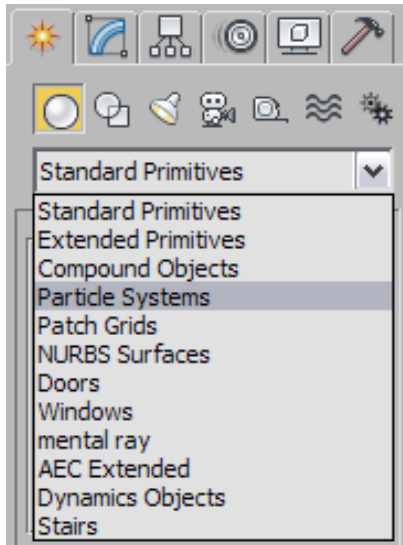 Standard Primitives
Standard Primitives
Extended Primitives
Compound Objects
Particle Systems
Patch Grids
NURBS Surfaces
Doors
Windows
mental ray
AEC Extended
Dynamics Objects
Stairs